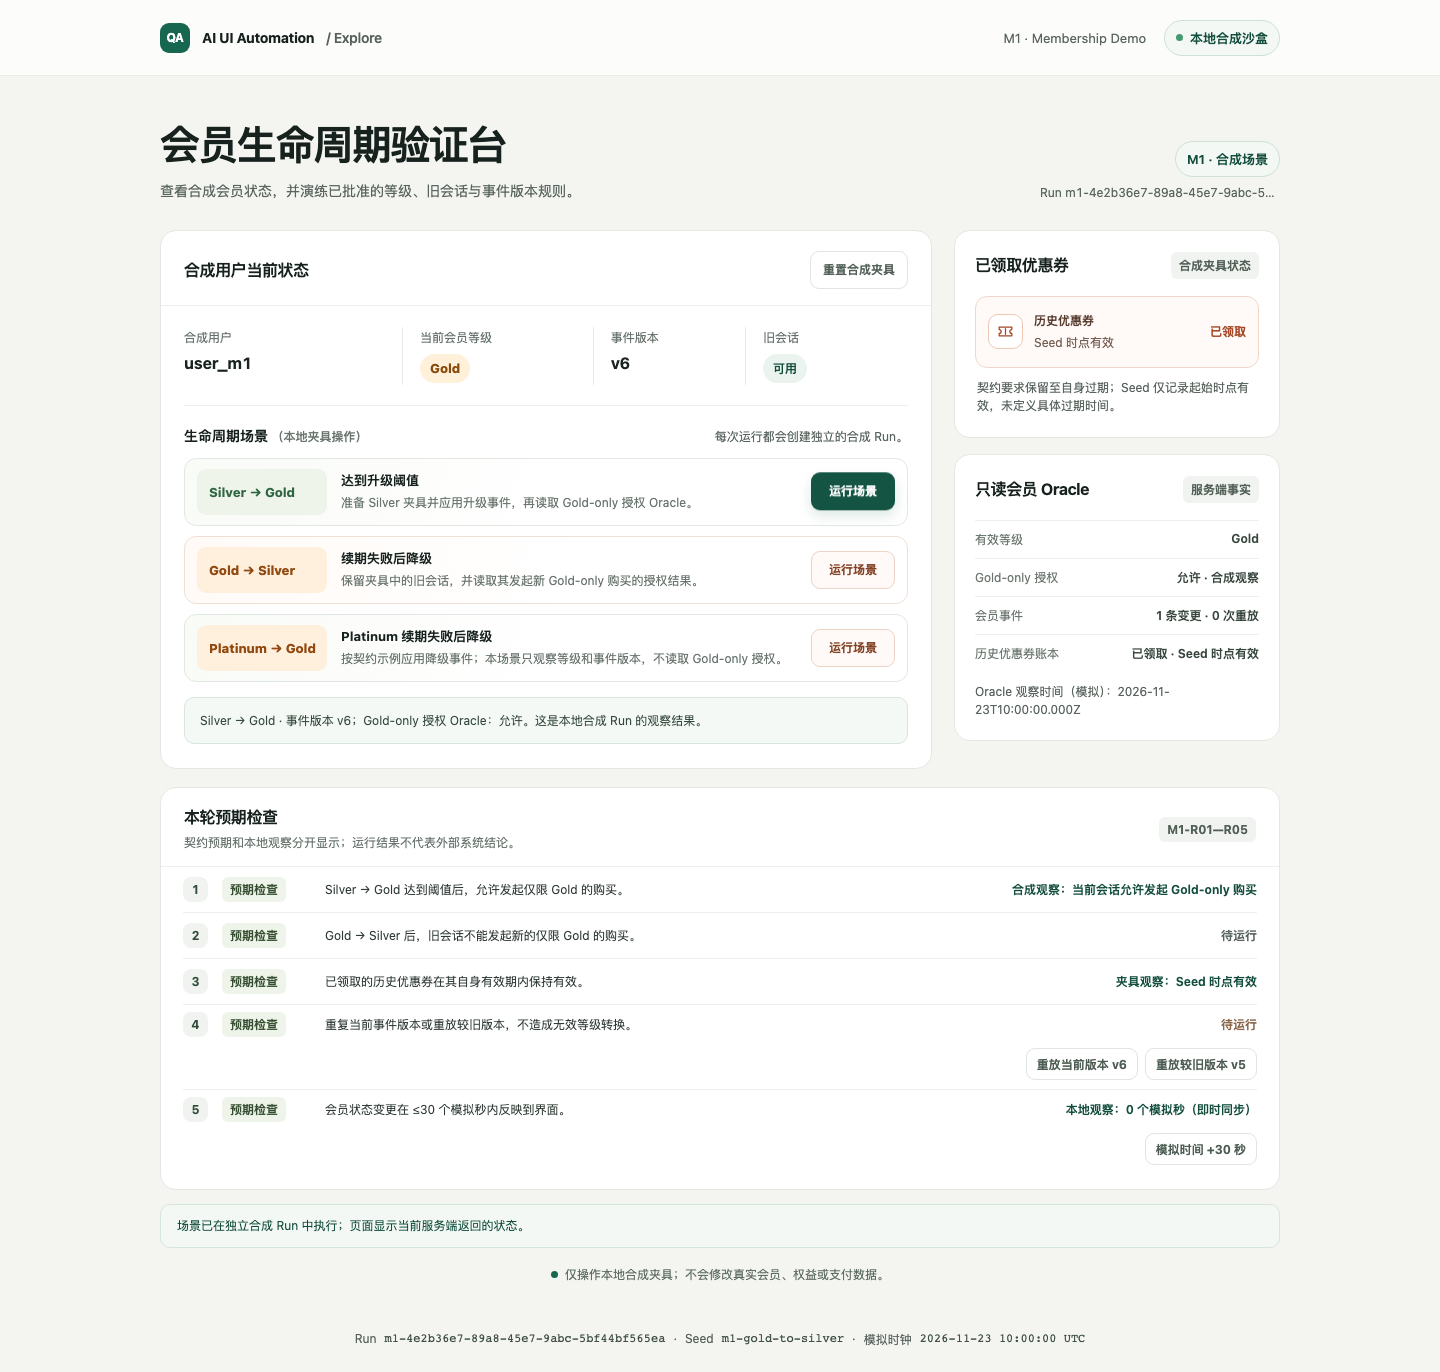 QA AI UI Automation / Explore
M1 · Membership Demo
本地合成沙盒
会员生命周期验证台
查看合成会员状态，并演练已批准的等级、旧会话与事件版本规则。
M1 · 合成场景
Run m1-4e2b36e7-89a8-45e7-9abc-5…
合成用户当前状态
重置合成夹具
合成用户
user_m1
当前会员等级
Gold
事件版本
v6
旧会话
可用
生命周期场景（本地夹具操作）
每次运行都会创建独立的合成 Run。
Silver → Gold
达到升级阈值
准备 Silver 夹具并应用升级事件，再读取 Gold-only 授权 Oracle。
运行场景
Gold → Silver
续期失败后降级
保留夹具中的旧会话，并读取其发起新 Gold-only 购买的授权结果。
运行场景
Platinum → Gold
Platinum 续期失败后降级
按契约示例应用降级事件；本场景只观察等级和事件版本，不读取 Gold-only 授权。
运行场景
Silver → Gold · 事件版本 v6；Gold-only 授权 Oracle：允许。这是本地合成 Run 的观察结果。
已领取优惠券
合成夹具状态
历史优惠券
Seed 时点有效
已领取
契约要求保留至自身过期；Seed 仅记录起始时点有
效，未定义具体过期时间。
只读会员 Oracle
服务端事实
有效等级
Gold
Gold-only 授权
允许 · 合成观察
会员事件
1 条变更 · 0 次重放
历史优惠券账本
已领取 · Seed 时点有效
Oracle 观察时间（模拟）：2026-11-
23T10:00:00.000Z
本轮预期检查
契约预期和本地观察分开显示；运行结果不代表外部系统结论。
M1-R01—R05
1 预期检查 Silver → Gold 达到阈值后，允许发起仅限 Gold 的购买。 合成观察：当前会话允许发起 Gold-only 购买
2 预期检查 Gold → Silver 后，旧会话不能发起新的仅限 Gold 的购买。 待运行
3 预期检查 已领取的历史优惠券在其自身有效期内保持有效。 夹具观察：Seed 时点有效
4 预期检查 重复当前事件版本或重放较旧版本，不造成无效等级转换。 待运行
重放当前版本 v6 重放较旧版本 v5
5 预期检查 会员状态变更在 ≤30 个模拟秒内反映到界面。 本地观察：0 个模拟秒（即时同步）
模拟时间 +30 秒
场景已在独立合成 Run 中执行；页面显示当前服务端返回的状态。
仅操作本地合成夹具；不会修改真实会员、权益或支付数据。
Run m1-4e2b36e7-89a8-45e7-9abc-5bf44bf565ea · Seed m1-gold-to-silver · 模拟时钟 2026-11-23 10:00:00 UTC